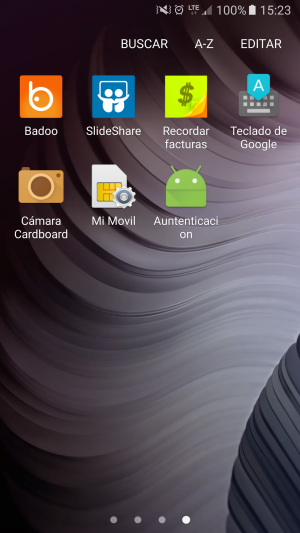 LTE 100% 15:23
BUSCAR A-Z EDITAR
Badoo SlideShare Recordar facturas Teclado de Google
Cámara Cardboard Mi Movil Auntenticacion